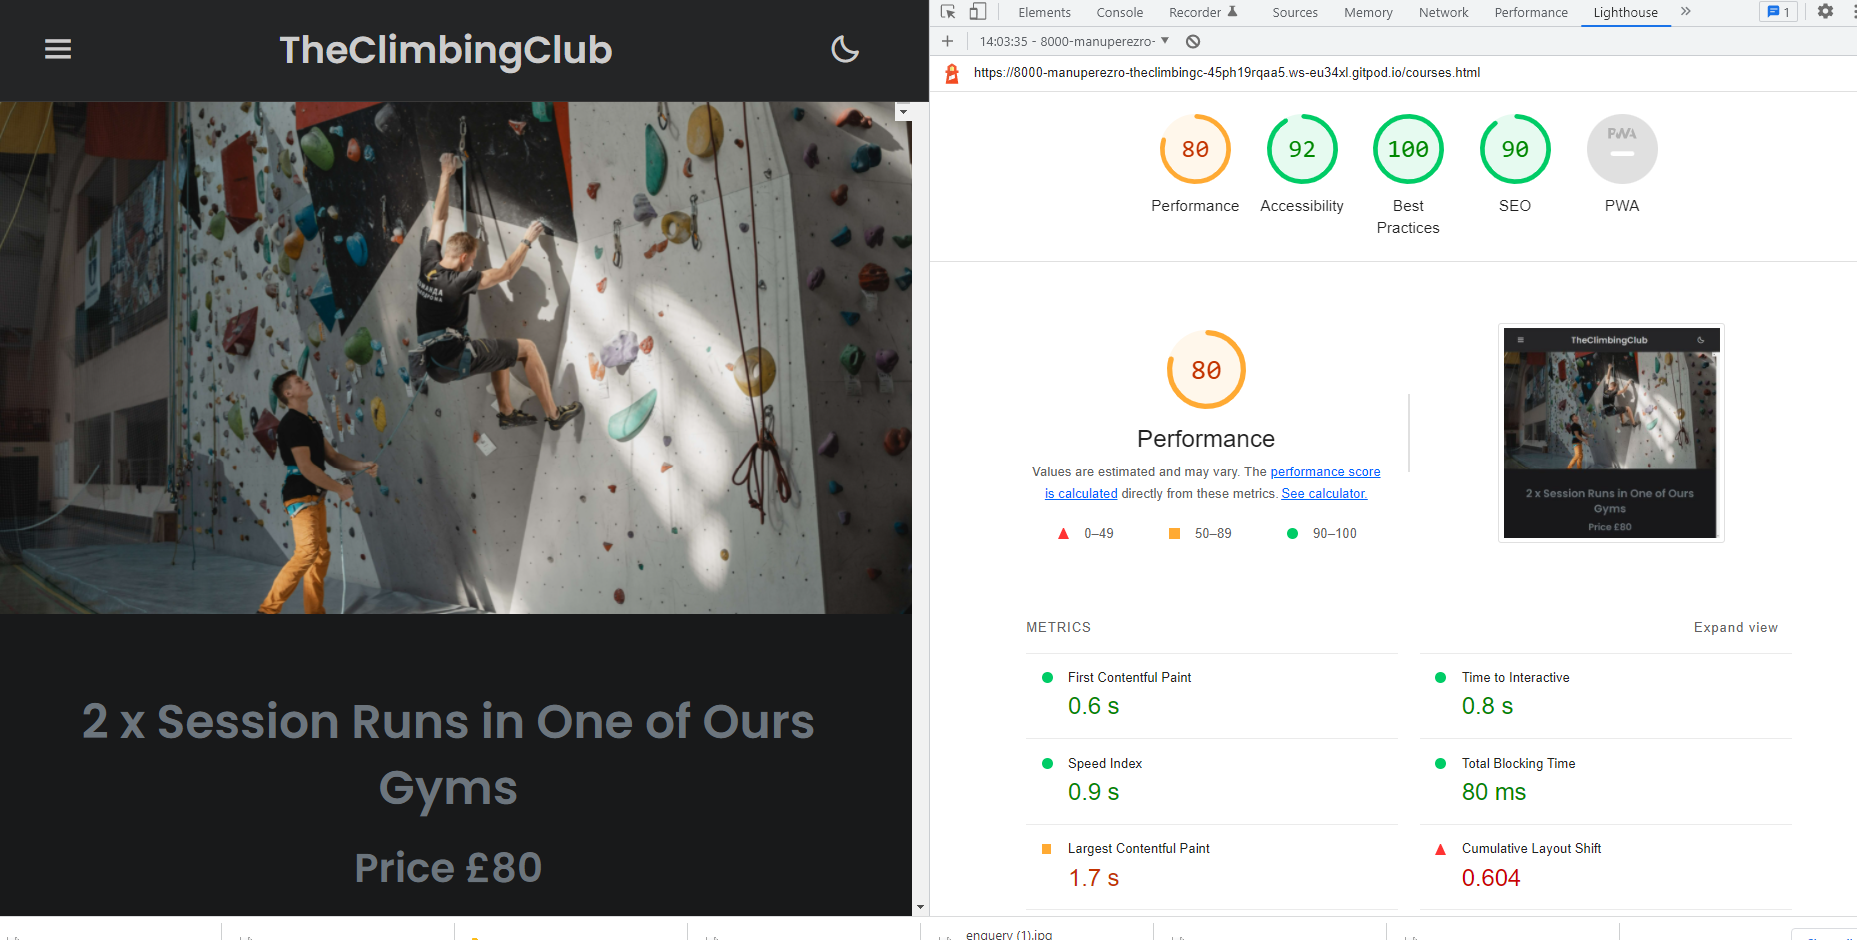 TheClimbingClub
2 x Session Runs in One of Ours
Gyms
Price £80
Elements Console Recorder Sources Memory Network Performance Lighthouse » 1
14:03:35 - 8000-manuperezro-
https://8000-manuperezro-theclimbingc-45ph19rqaa5.ws-eu34xl.gitpod.io/courses.html
80 92 100 90 PWA
Performance Accessibility Best SEO PWA
Practices
80
Performance
Values are estimated and may vary. The performance score
is calculated directly from these metrics. See calculator.
0–49 50–89 90–100
TheClimbingClub
2 x Session Runs in One of Ours
Gyms
Price £80
METRICS Expand view
First Contentful Paint Time to Interactive
0.6 s 0.8 s
Speed Index Total Blocking Time
0.9 s 80 ms
Largest Contentful Paint Cumulative Layout Shift
1.7 s 0.604
enquery (1).jpg